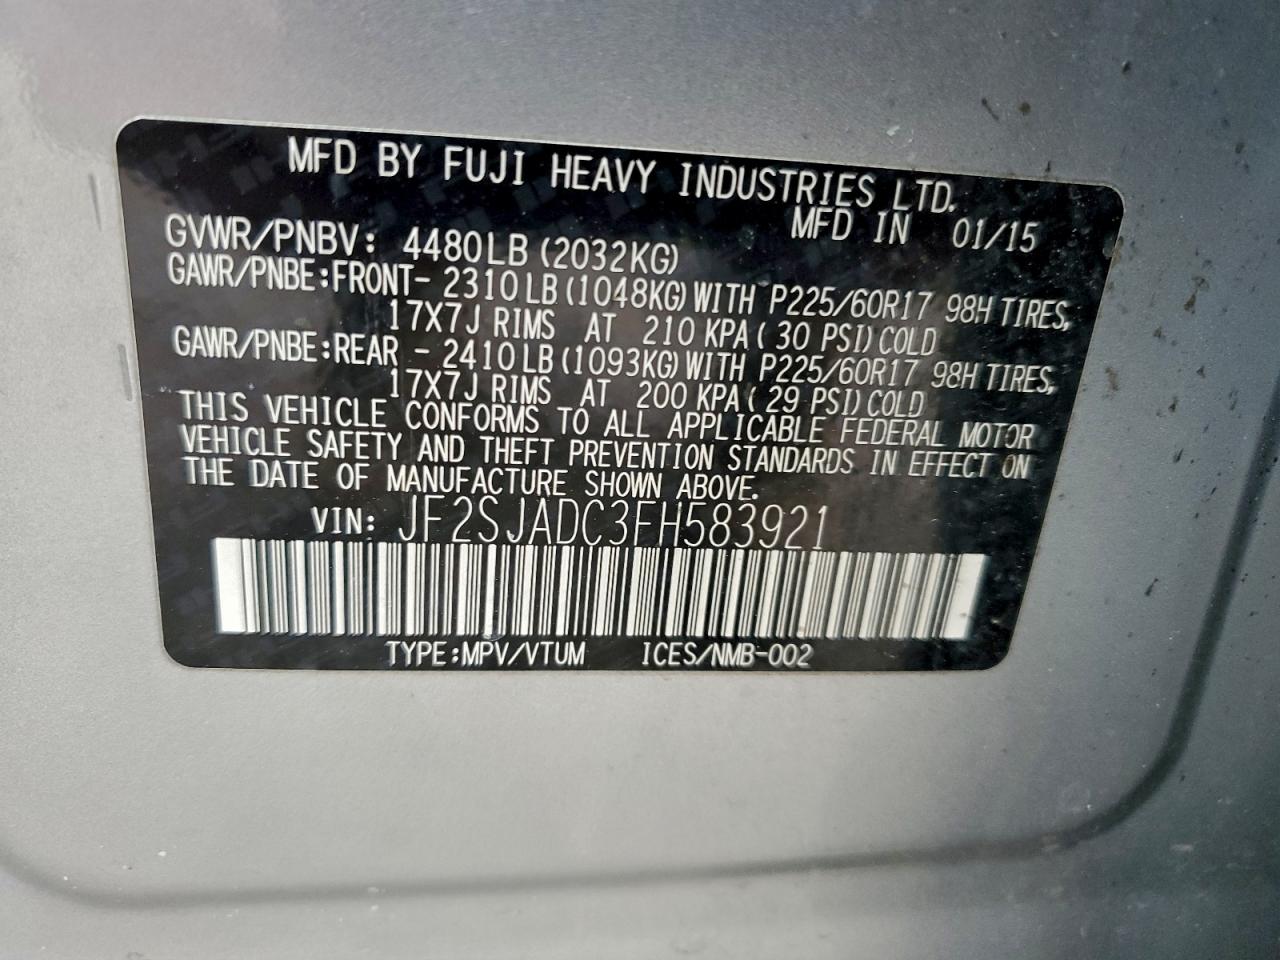 MFD BY FUJI HEAVY INDUSTRIES LTD.
MFD IN 01/15
GVWR/PNBV: 4480LB (2032KG)
GAWR/PNBE:FRONT- 2310LB(1048KG)WITH P225/60R17 98H TIRES,
17X7J RIMS AT 210 KPA( 30 PSI)COLD
GAWR/PNBE:REAR - 2410LB(1093KG)WITH P225/60R17 98H TIRES,
17X7J RIMS AT 200 KPA( 29 PSI)COLD
THIS VEHICLE CONFORMS TO ALL APPLICABLE FEDERAL MOTOR
VEHICLE SAFETY AND THEFT PREVENTION STANDARDS IN EFFECT ON
THE DATE OF MANUFACTURE SHOWN ABOVE.
VIN: JF2SJADC3FH583921
TYPE:MPV/VTUM ICES/NMB-002